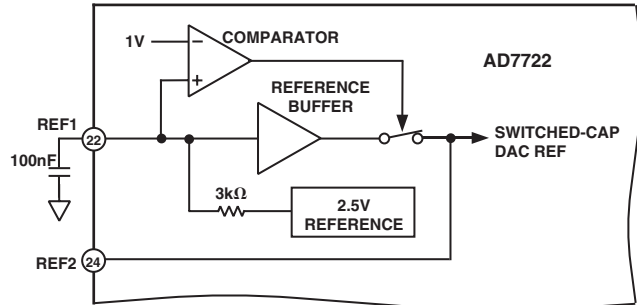 1V
COMPARATOR
AD7722
REFERENCE
BUFFER
REF1
22
SWITCHED-CAP
DAC REF
100nF
3kΩ
2.5V
REFERENCE
REF2
24